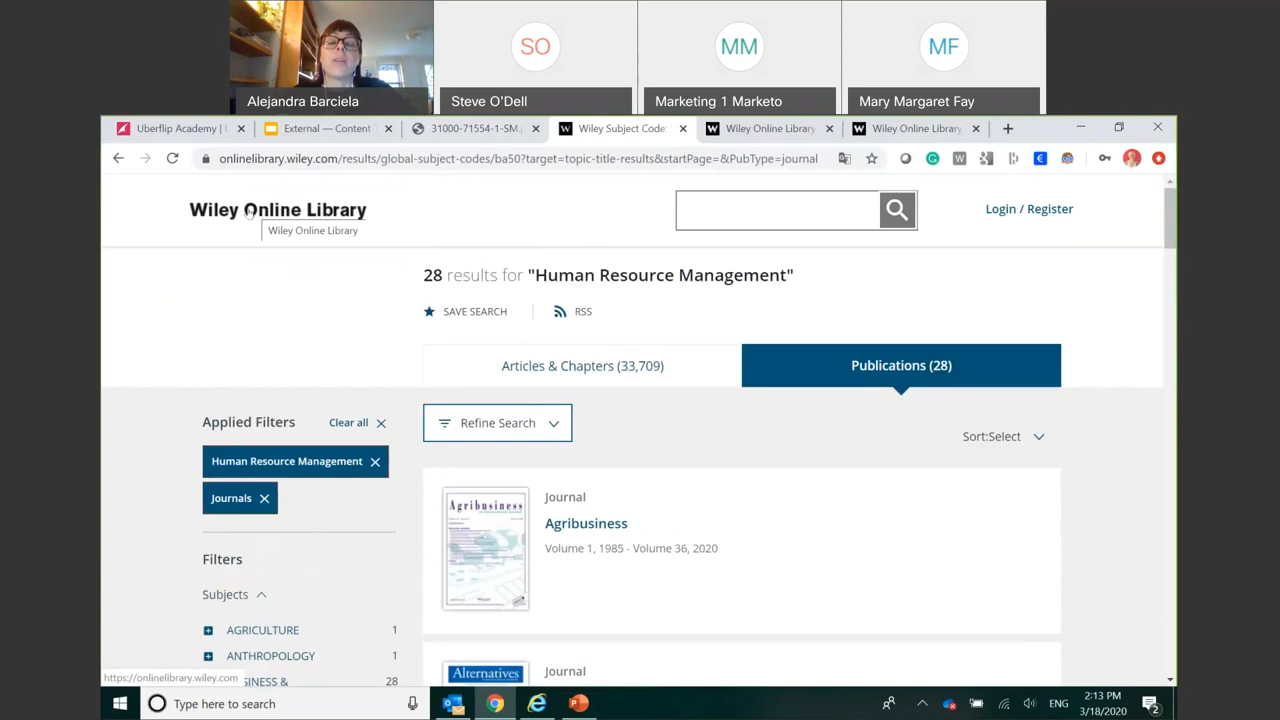 SO
MM
MF
Alejandra Barciela
Steve O'Dell
Marketing 1 Marketo
Mary Margaret Fay
Uberflip Academy |
External — Content
31000-71554-1-SM.p
Wiley Subject Code:
Wiley Online Library
Wiley Online Library
onlinelibrary.wiley.com/results/global-subject-codes/ba50?target=topic-title-results&startPage=&PubType=journal
Wiley Online Library
Login / Register
Wiley Online Library
28 results for "Human Resource Management"
SAVE SEARCH
RSS
Articles & Chapters (33,709)
Publications (28)
Applied Filters
Clear all
Refine Search
Sort:Select
Human Resource Management
Journals
Journal
Agribusiness
Agribusiness
Volume 1, 1985 - Volume 36, 2020
Filters
Subjects
AGRICULTURE 1
ANTHROPOLOGY 1
Alternatives
Journal
https://onlinelibrary.wiley.com
SINESS & 28
Type here to search
ENG
2:13 PM
3/18/2020
2